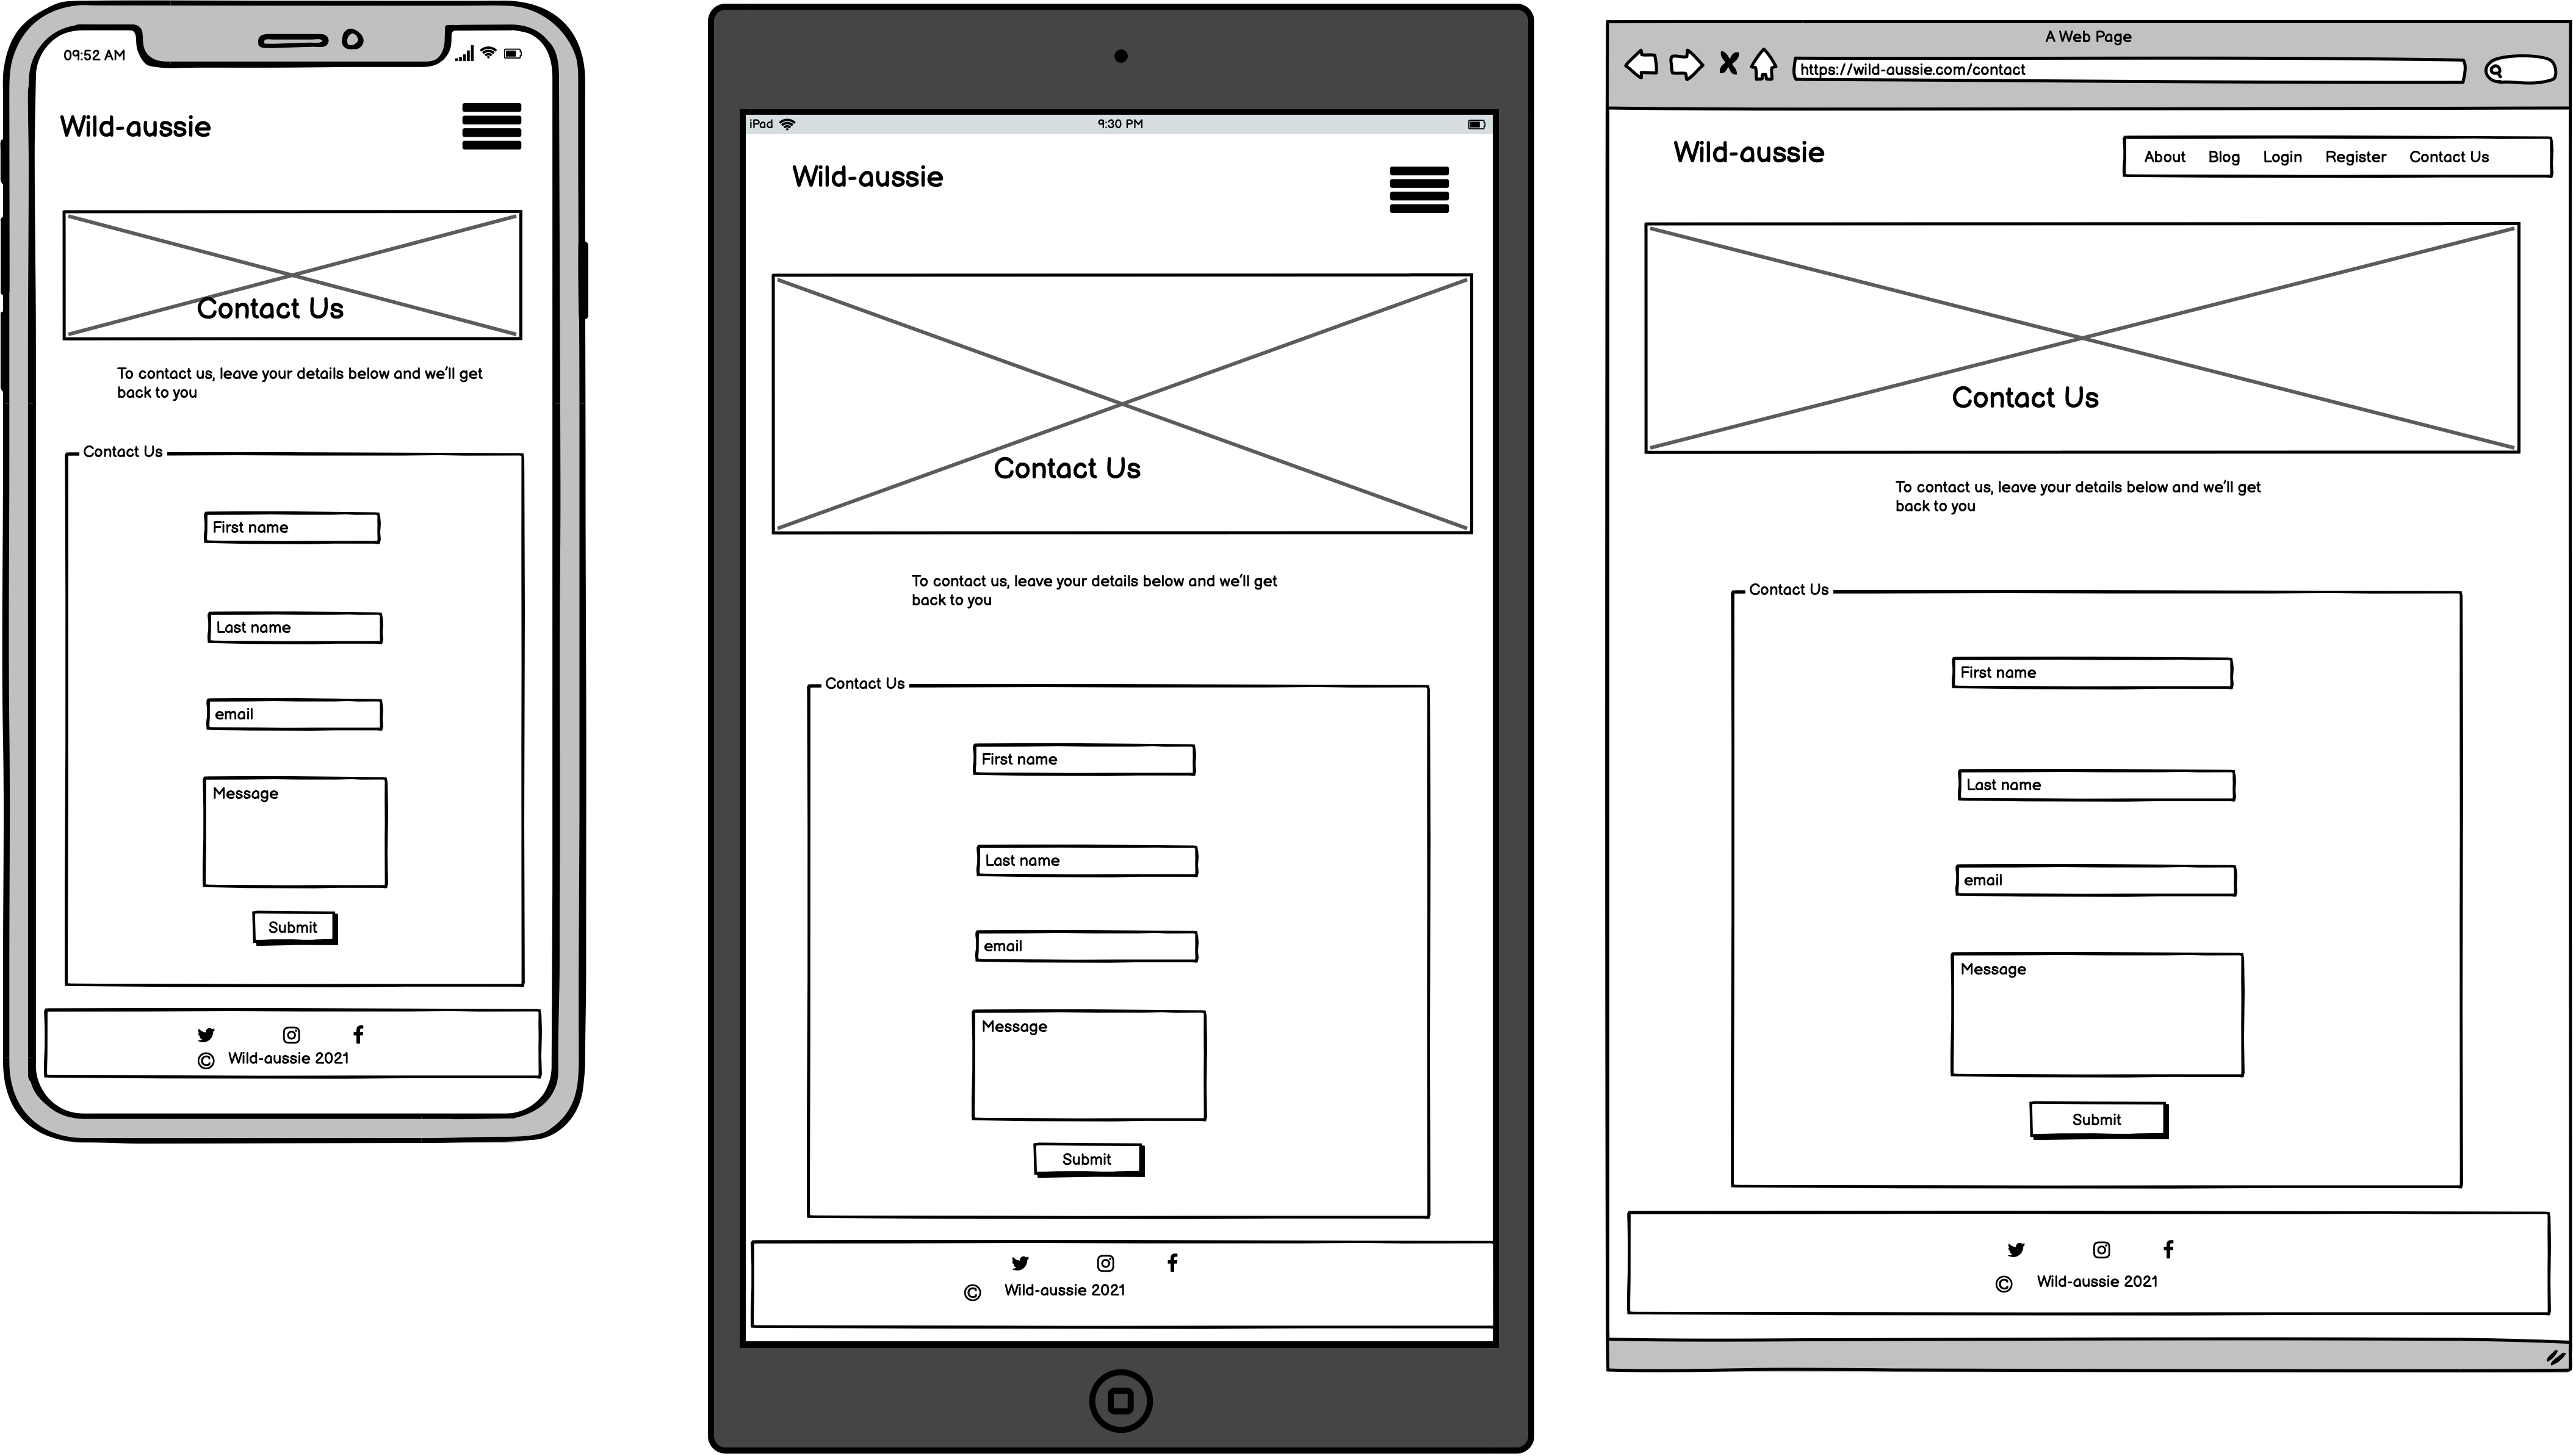 09:52 AM
Wild-aussie
Contact Us
To contact us, leave your details below and we'll get
back to you
Contact Us
First name
Last name
email
Message
Submit
© Wild-aussie 2021
iPad
9:30 PM
Wild-aussie
Contact Us
To contact us, leave your details below and we'll get
back to you
Contact Us
First name
Last name
email
Message
Submit
© Wild-aussie 2021
A Web Page
https://wild-aussie.com/contact
Wild-aussie
About Blog Login Register Contact Us
Contact Us
To contact us, leave your details below and we'll get
back to you
Contact Us
First name
Last name
email
Message
Submit
© Wild-aussie 2021